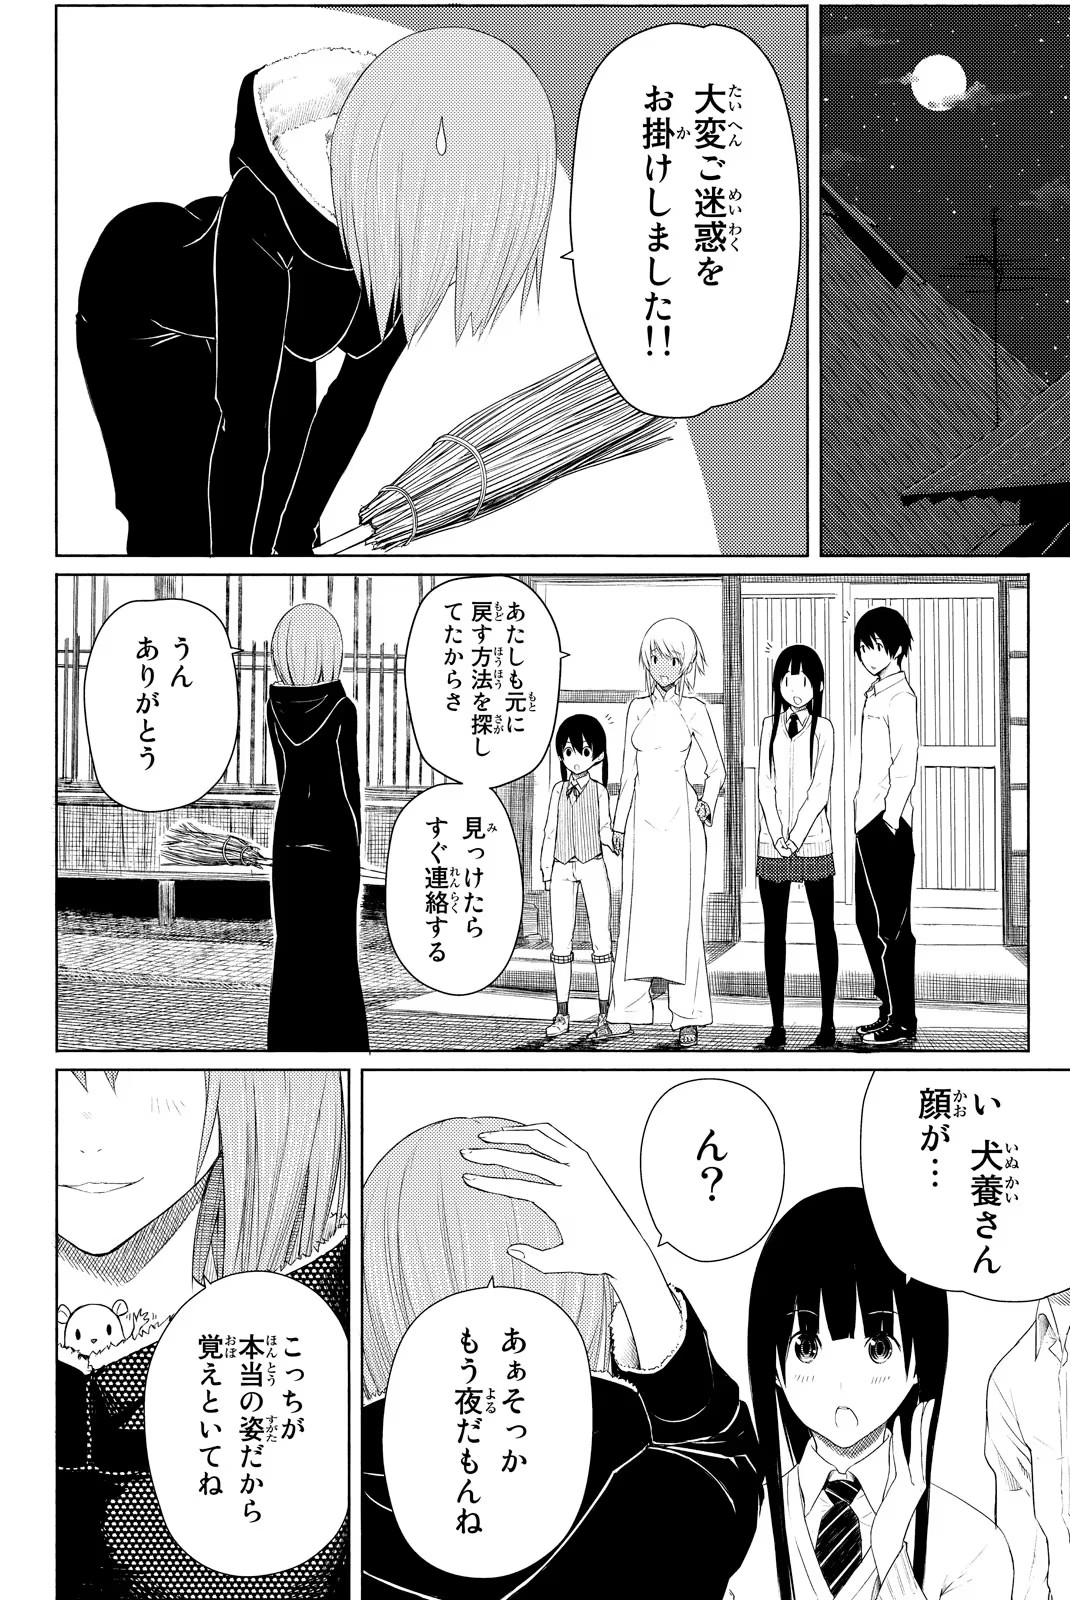 大変ご迷惑を
お掛けしました!!
あたしも元に
戻す方法を探し
てたからさ
見っけたら
すぐ連絡する
うん
ありがとう
い 犬養さん
顔が…
ん?
あぁそっか
もう夜だもんね
こっちが
本当の姿だから
覚えといてね